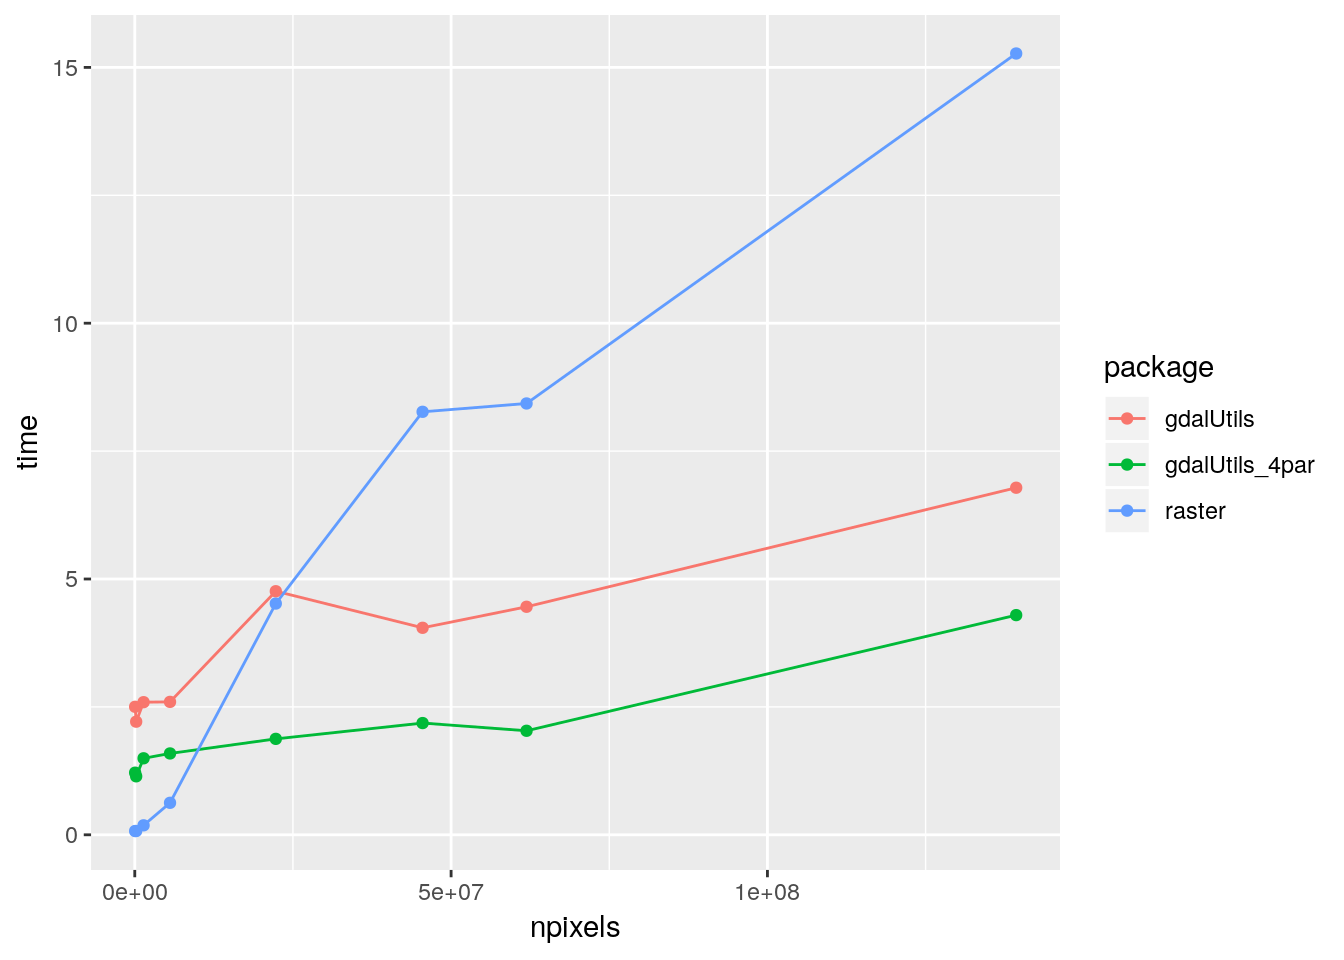 15
10
5
0
time
0e+00
5e+07
1e+08
npixels
package
gdalUtils
gdalUtils_4par
raster